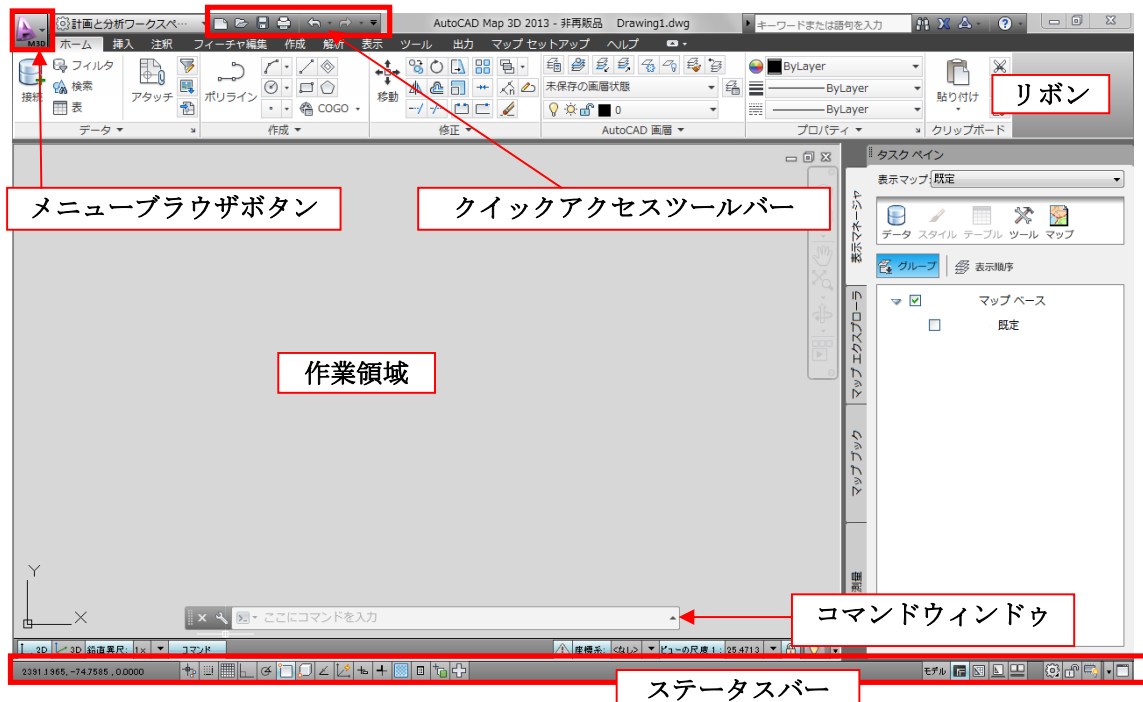 計画と分析ワークスペ…
AutoCAD Map 3D 2013 - 非再販品 Drawing1.dwg
キーワードまたは語句を入力
M3D
ホーム 挿入 注釈 フィーチャ編集 作成 解析 表示 ツール 出力 マップ セットアップ ヘルプ
接続
フィルタ
検索
表
アタッチ
ポリライン
COGO
移動
未保存の画層状態
0
ByLayer
ByLayer
ByLayer
貼り付け
リボン
データ
作成
修正
AutoCAD 画層
プロパティ
クリップボード
メニューブラウザボタン
クイックアクセスツールバー
タスク ペイン
表示マップ:既定
データ スタイル テーブル ツール マップ
グループ
表示順序
マップ ベース
既定
表示マネージャ
マップ エクスプローラ
マップ ブック
測量
作業領域
Y
X
ここにコマンドを入力
コマンドウィンドゥ
2D 3D 鉛直異尺: 1x コマンド
座標系: <なし> ビューの尺度 1 : 25.4713
2391.1965, -74.7585 , 0.0000
モデル
ステータスバー